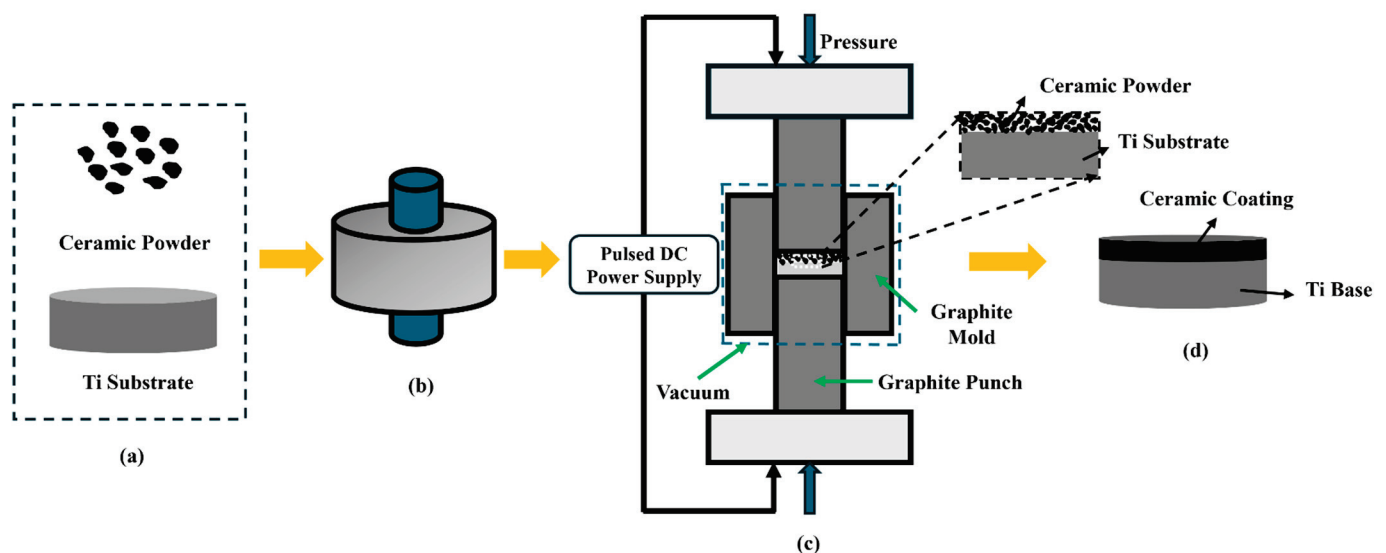 Ceramic Powder
Ti Substrate
(a)
(b)
Pressure
Pulsed DC
Power Supply
Vacuum
Graphite
Mold
Graphite Punch
(c)
Ceramic Powder
Ti Substrate
Ceramic Coating
Ti Base
(d)